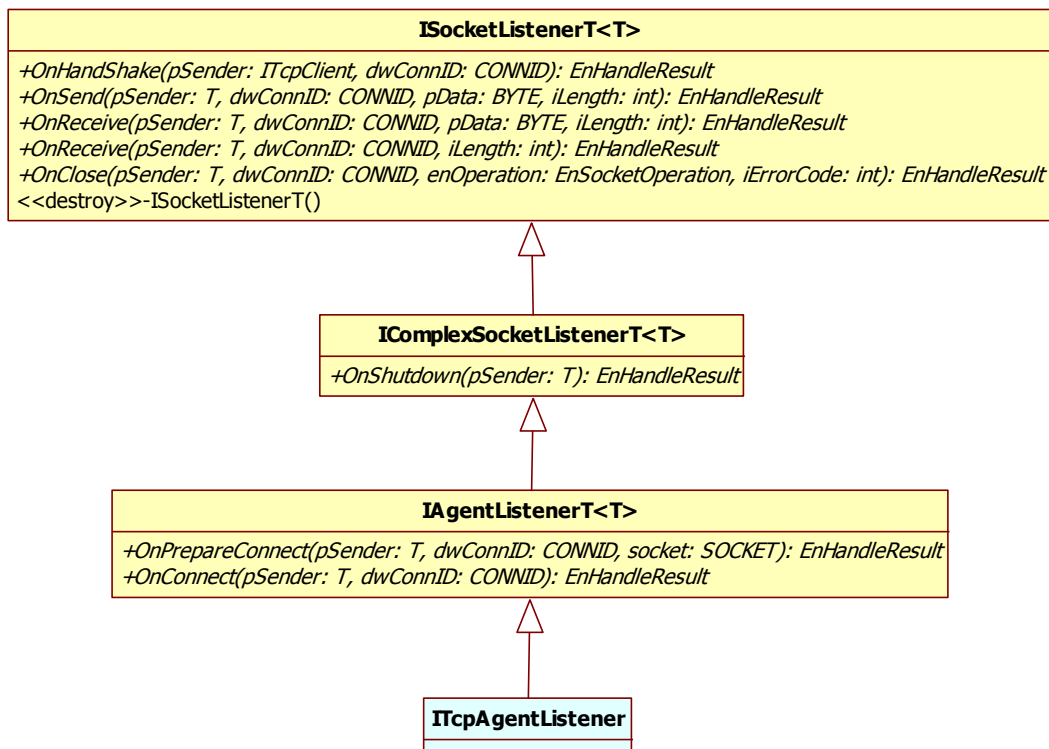 ISocketListenerT<T>
+OnHandShake(pSender: ITcpClient, dwConnID: CONNID): EnHandleResult
+OnSend(pSender: T, dwConnID: CONNID, pData: BYTE, iLength: int): EnHandleResult
+OnReceive(pSender: T, dwConnID: CONNID, pData: BYTE, iLength: int): EnHandleResult
+OnReceive(pSender: T, dwConnID: CONNID, iLength: int): EnHandleResult
+OnClose(pSender: T, dwConnID: CONNID, enOperation: EnSocketOperation, iErrorCode: int): EnHandleResult
<<destroy>>-ISocketListenerT()
IComplexSocketListenerT<T>
+OnShutdown(pSender: T): EnHandleResult
IAgentListenerT<T>
+OnPrepareConnect(pSender: T, dwConnID: CONNID, socket: SOCKET): EnHandleResult
+OnConnect(pSender: T, dwConnID: CONNID): EnHandleResult
ITcpAgentListener